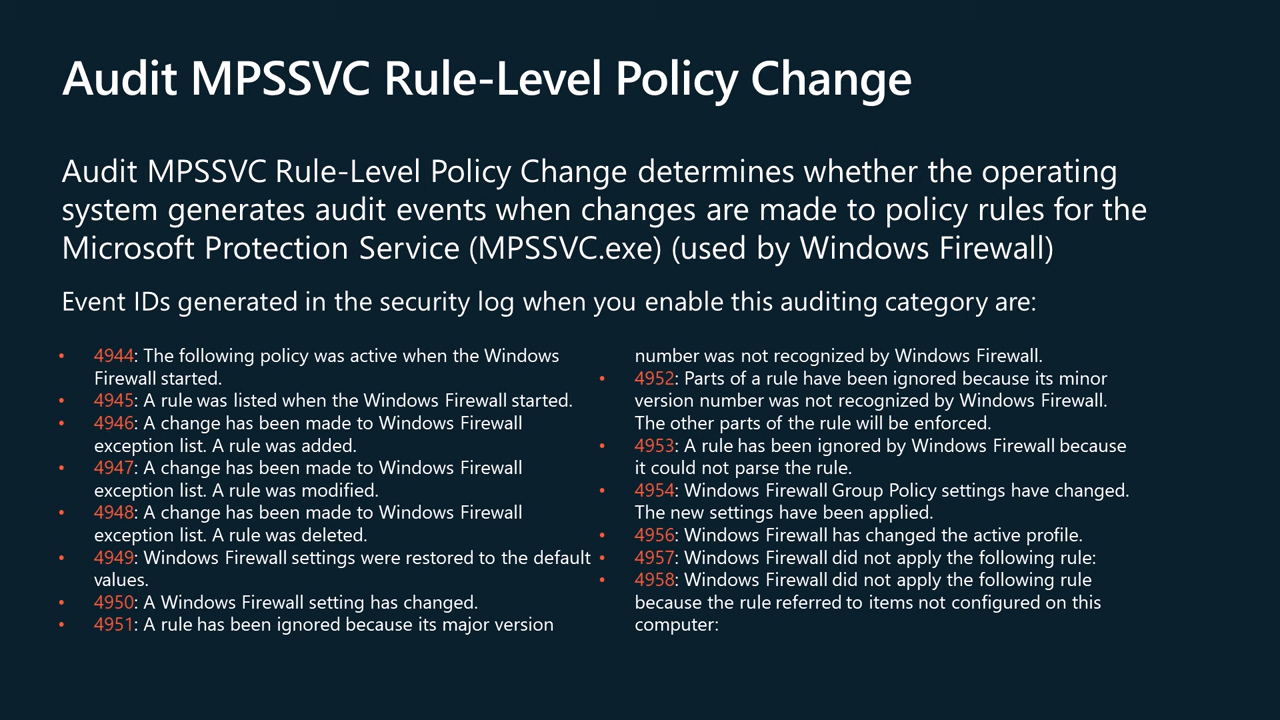 Audit MPSSVC Rule-Level Policy Change
Audit MPSSVC Rule-Level Policy Change determines whether the operating
system generates audit events when changes are made to policy rules for the
Microsoft Protection Service (MPSSVC.exe) (used by Windows Firewall)
Event IDs generated in the security log when you enable this auditing category are:
• 4944: The following policy was active when the Windows
Firewall started.
• 4945: A rule was listed when the Windows Firewall started.
• 4946: A change has been made to Windows Firewall
exception list. A rule was added.
• 4947: A change has been made to Windows Firewall
exception list. A rule was modified.
• 4948: A change has been made to Windows Firewall
exception list. A rule was deleted.
• 4949: Windows Firewall settings were restored to the default
values.
• 4950: A Windows Firewall setting has changed.
• 4951: A rule has been ignored because its major version
number was not recognized by Windows Firewall.
• 4952: Parts of a rule have been ignored because its minor
version number was not recognized by Windows Firewall.
The other parts of the rule will be enforced.
• 4953: A rule has been ignored by Windows Firewall because
it could not parse the rule.
• 4954: Windows Firewall Group Policy settings have changed.
The new settings have been applied.
• 4956: Windows Firewall has changed the active profile.
• 4957: Windows Firewall did not apply the following rule:
• 4958: Windows Firewall did not apply the following rule
because the rule referred to items not configured on this
computer: